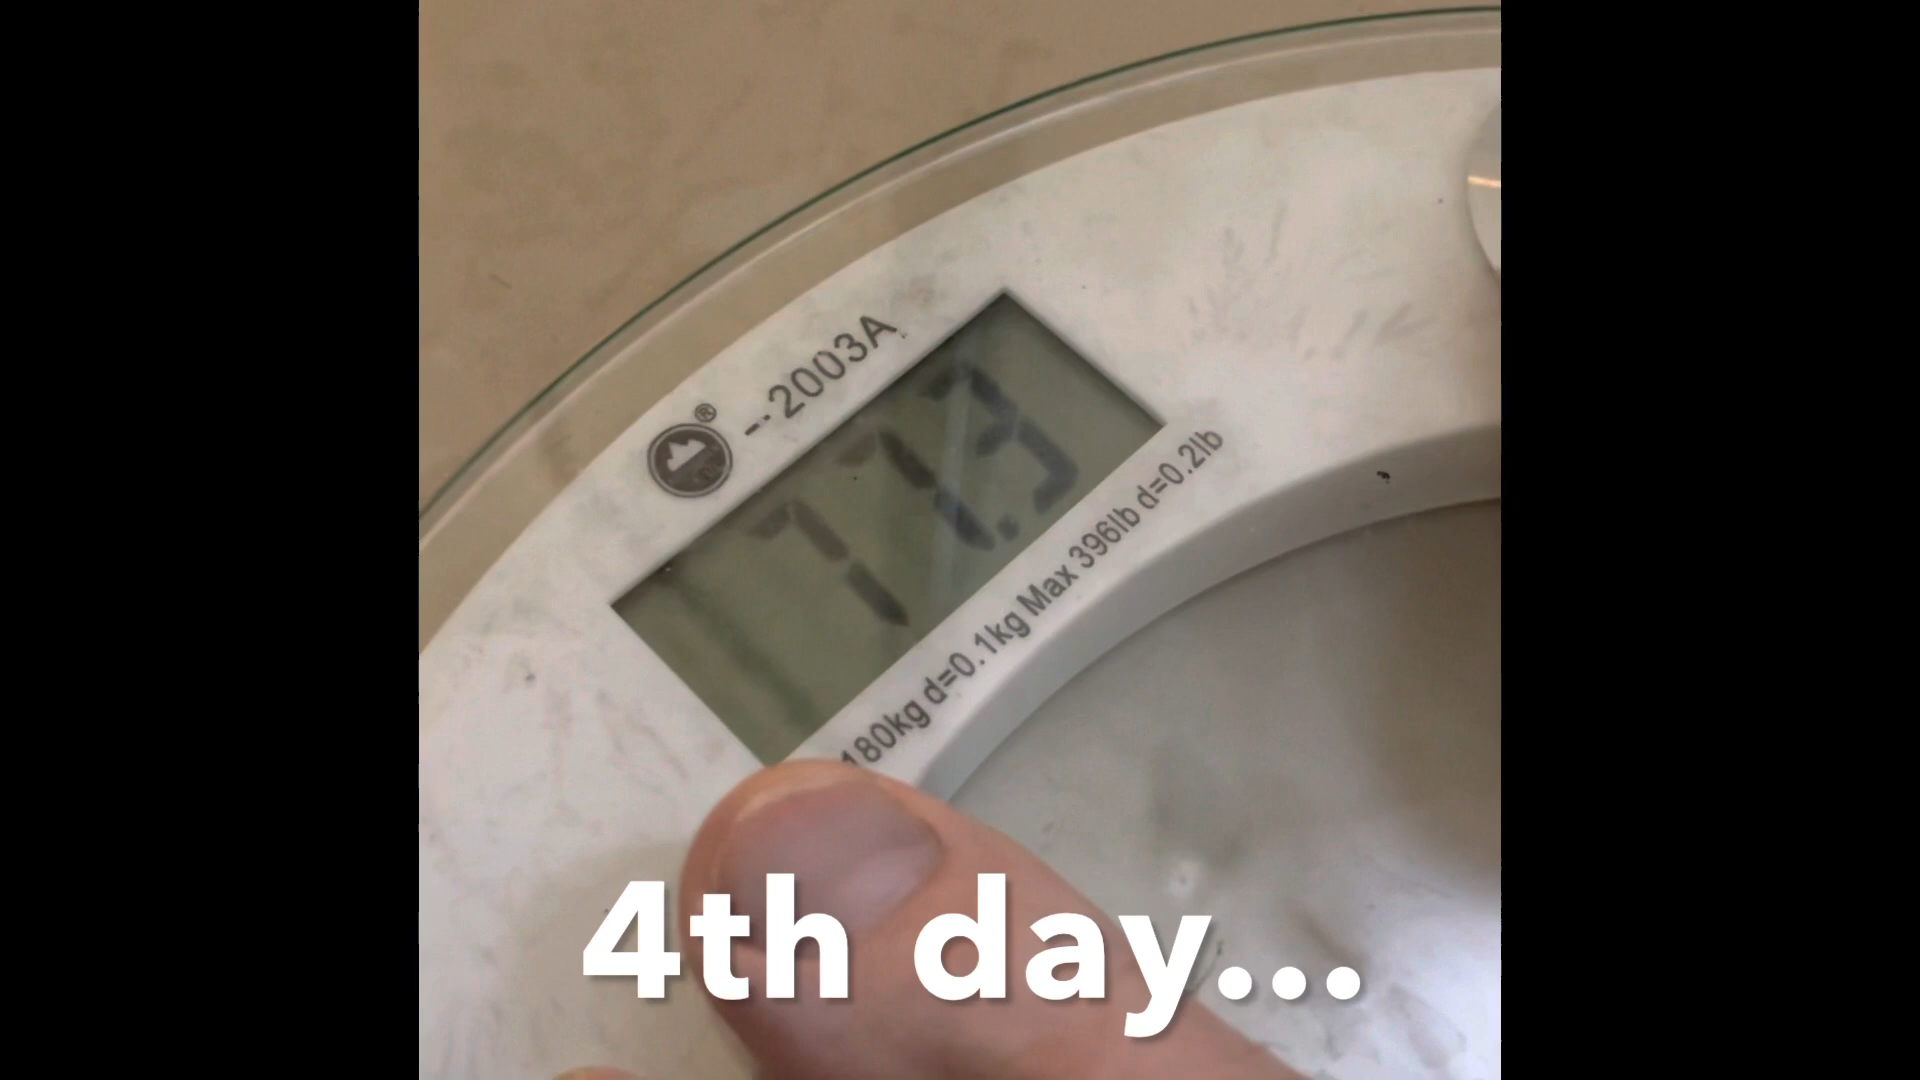 ®
--2003A
77.3
180kg d=0.1kg Max 396lb d=0.2lb
4th day...